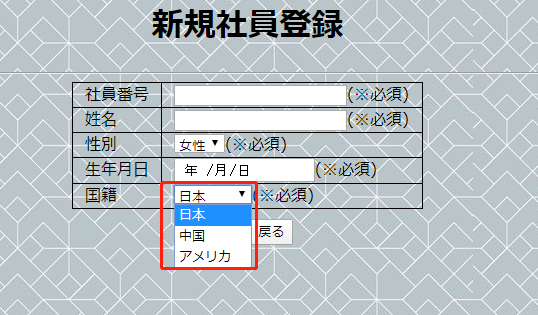 新規社員登録
社員番号 (※必須)
姓名 (※必須)
性別 女性 (※必須)
生年月日 年 /月/日 (※必須)
国籍 日本 (※必須)
日本
中国 戻る
アメリカ